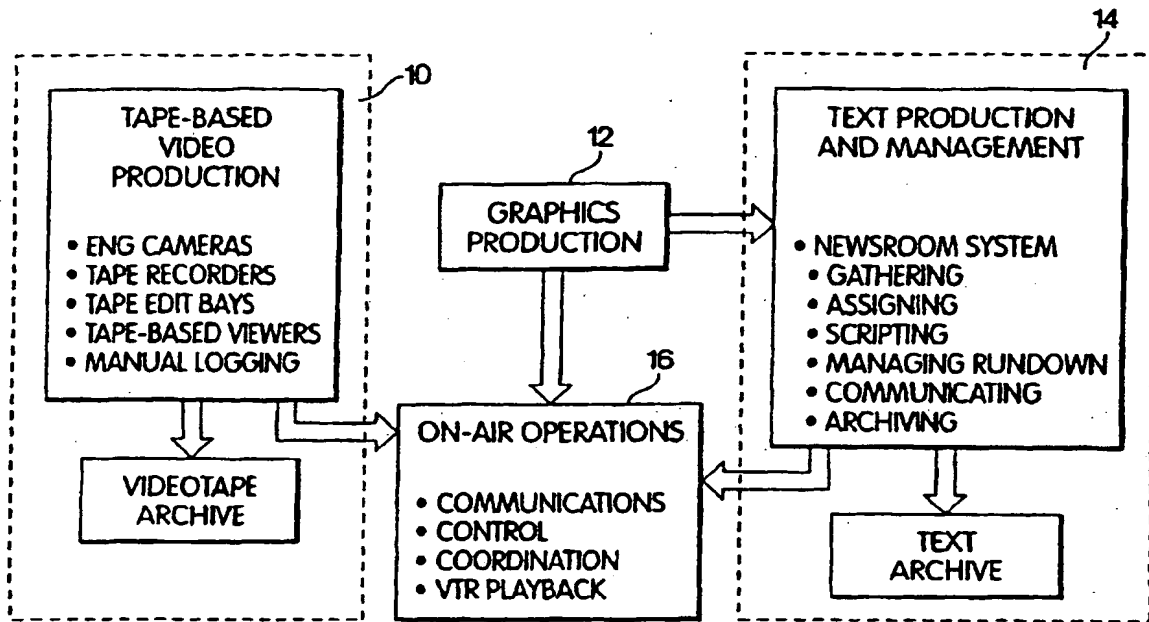 10
TAPE-BASED
VIDEO
PRODUCTION
• ENG CAMERAS
• TAPE RECORDERS
• TAPE EDIT BAYS
• TAPE-BASED VIEWERS
• MANUAL LOGGING
VIDEOTAPE
ARCHIVE
12
GRAPHICS
PRODUCTION
16
ON-AIR OPERATIONS
• COMMUNICATIONS
• CONTROL
• COORDINATION
• VTR PLAYBACK
14
TEXT PRODUCTION
AND MANAGEMENT
• NEWSROOM SYSTEM
• GATHERING
• ASSIGNING
• SCRIPTING
• MANAGING RUNDOWN
• COMMUNICATING
• ARCHIVING
TEXT
ARCHIVE